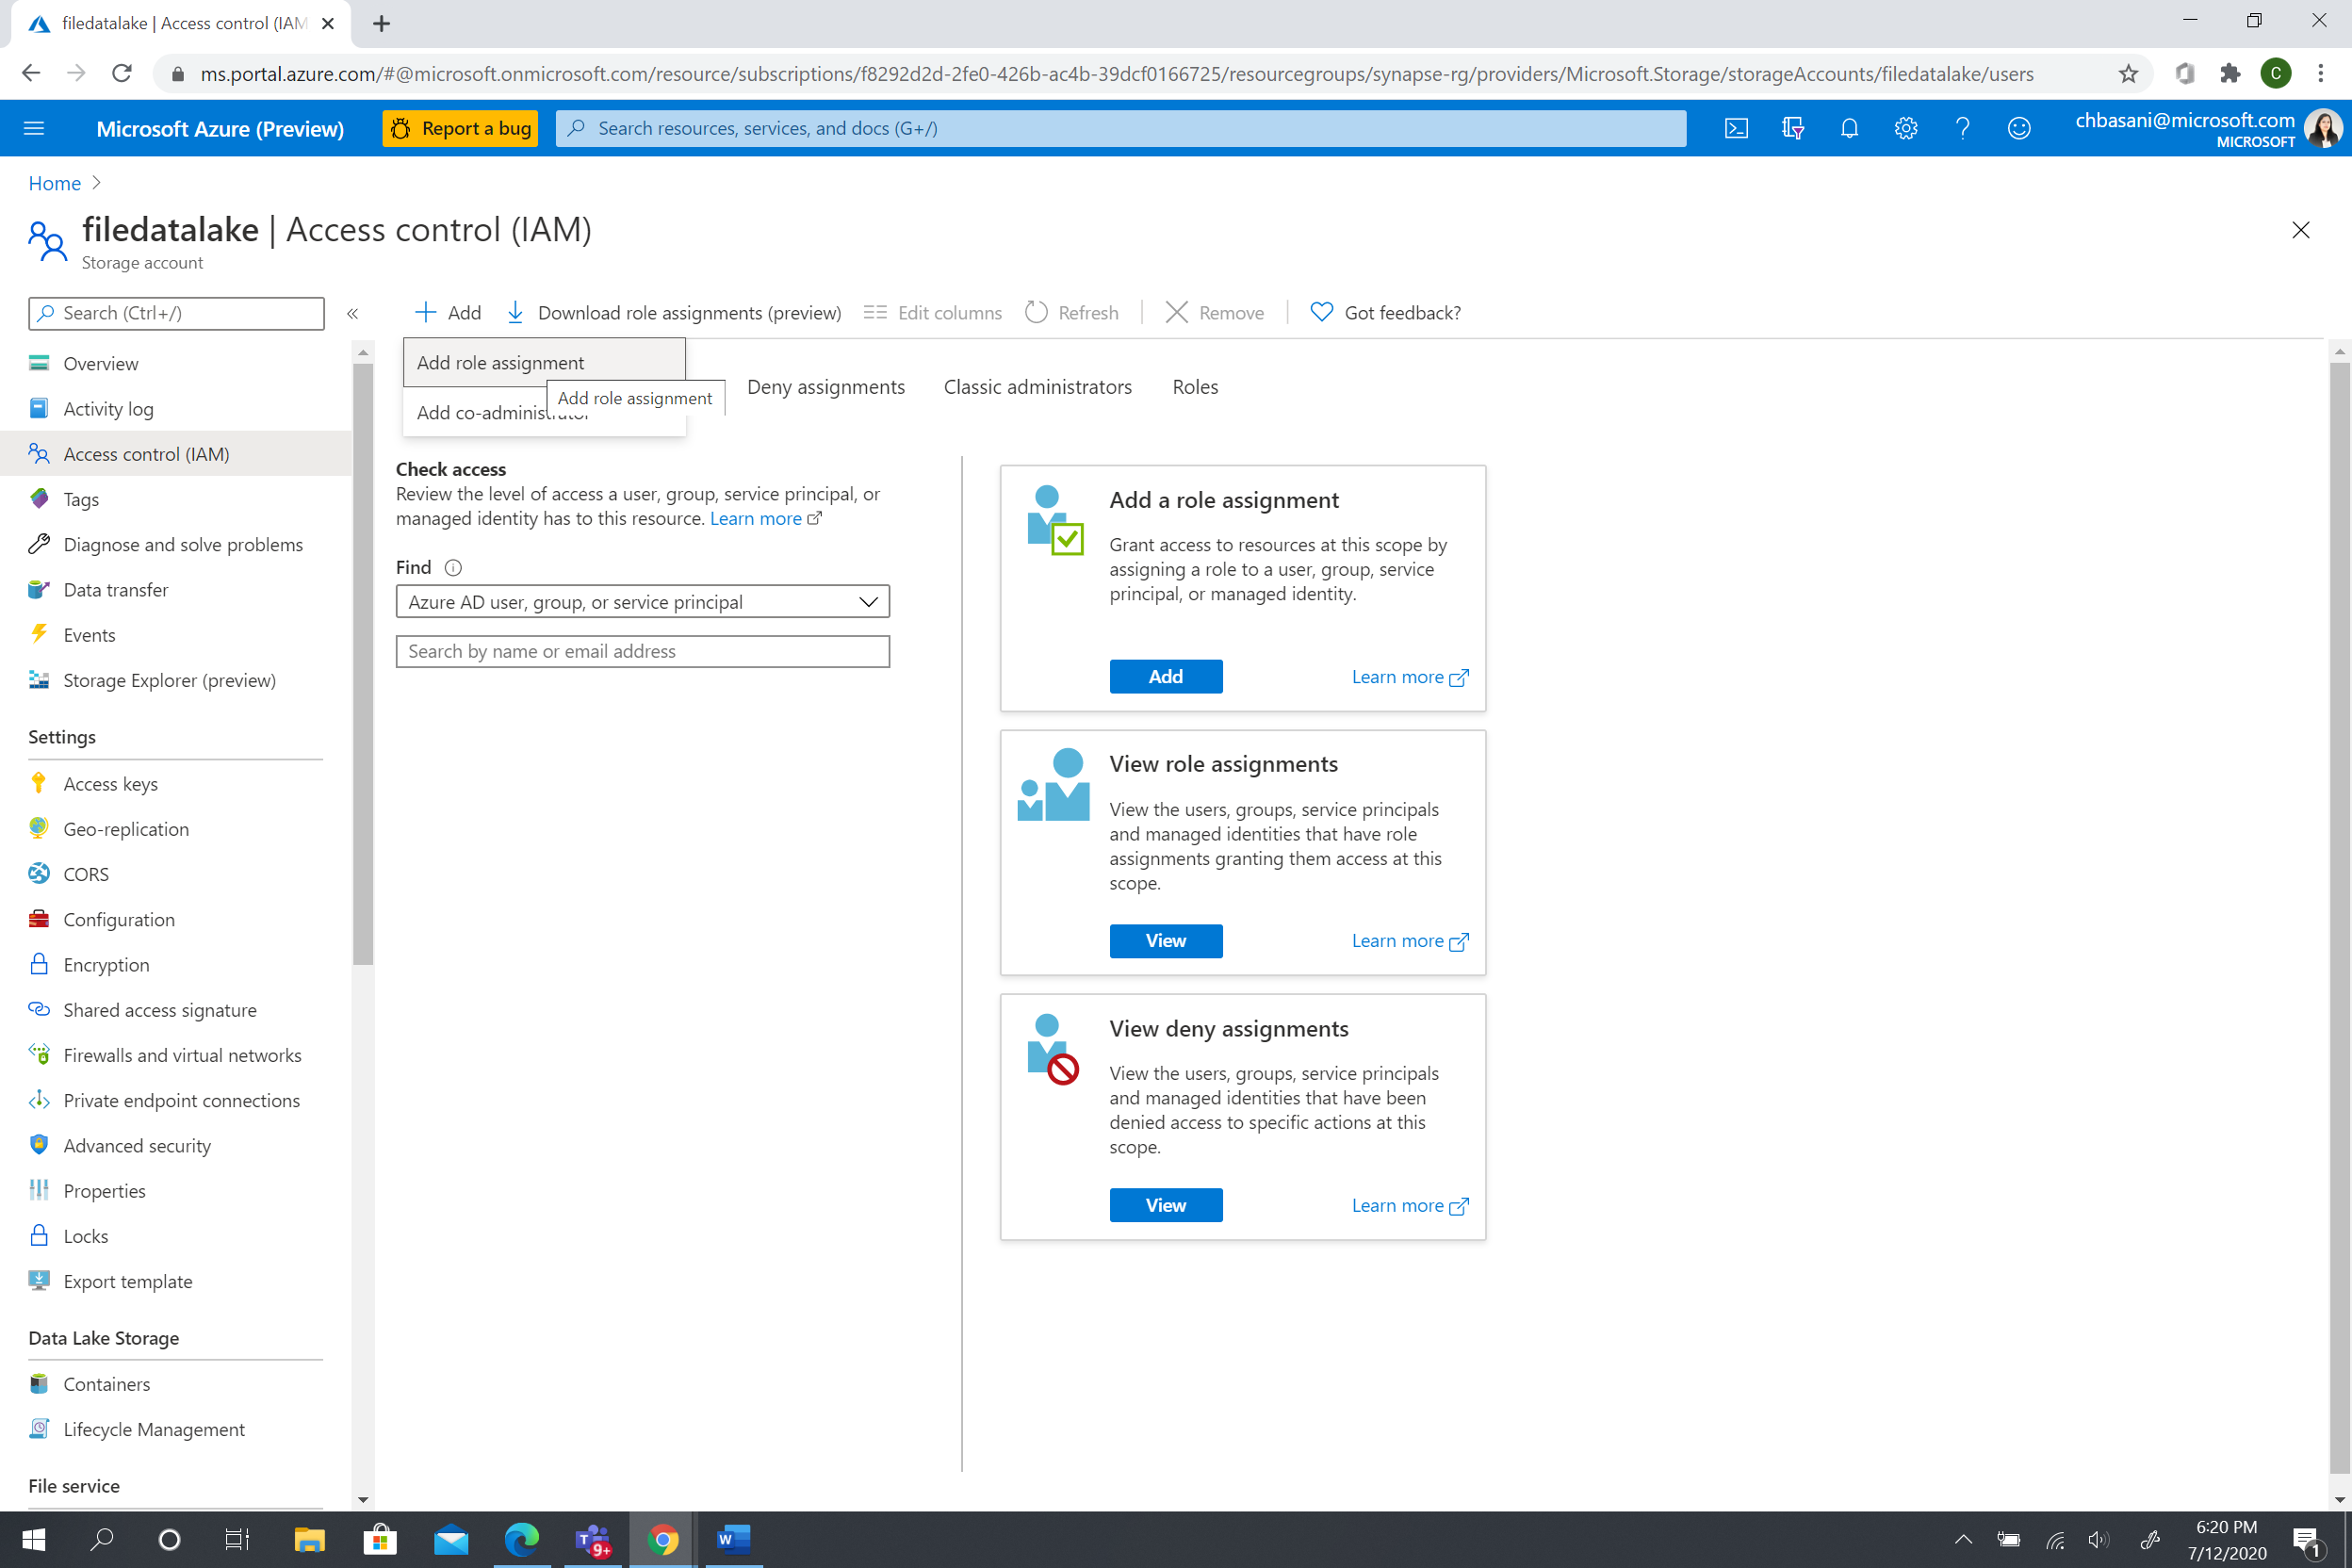 filedatalake | Access control (IAM
ms.portal.azure.com/#@microsoft.onmicrosoft.com/resource/subscriptions/f8292d2d-2fe0-426b-ac4b-39dcf0166725/resourcegroups/synapse-rg/providers/Microsoft.Storage/storageAccounts/filedatalake/users
C
Microsoft Azure (Preview)
Report a bug
Search resources, services, and docs (G+/)
chbasani@microsoft.com
MICROSOFT
Home
filedatalake | Access control (IAM)
Storage account
Search (Ctrl+/)
Overview
Activity log
Access control (IAM)
Tags
Diagnose and solve problems
Data transfer
Events
Storage Explorer (preview)
Settings
Access keys
Geo-replication
CORS
Configuration
Encryption
Shared access signature
Firewalls and virtual networks
Private endpoint connections
Advanced security
Properties
Locks
Export template
Data Lake Storage
Containers
Lifecycle Management
File service
Add
Download role assignments (preview)
Edit columns
Refresh
Remove
Got feedback?
Add role assignment
Add role assignment
Add co-administrator
Deny assignments
Classic administrators
Roles
Check access
Review the level of access a user, group, service principal, or
managed identity has to this resource. Learn more
Find
Azure AD user, group, or service principal
Search by name or email address
Add a role assignment
Grant access to resources at this scope by
assigning a role to a user, group, service
principal, or managed identity.
Add
Learn more
View role assignments
View the users, groups, service principals
and managed identities that have role
assignments granting them access at this
scope.
View
Learn more
View deny assignments
View the users, groups, service principals
and managed identities that have been
denied access to specific actions at this
scope.
View
Learn more
T
9+
W
6:20 PM
7/12/2020
1